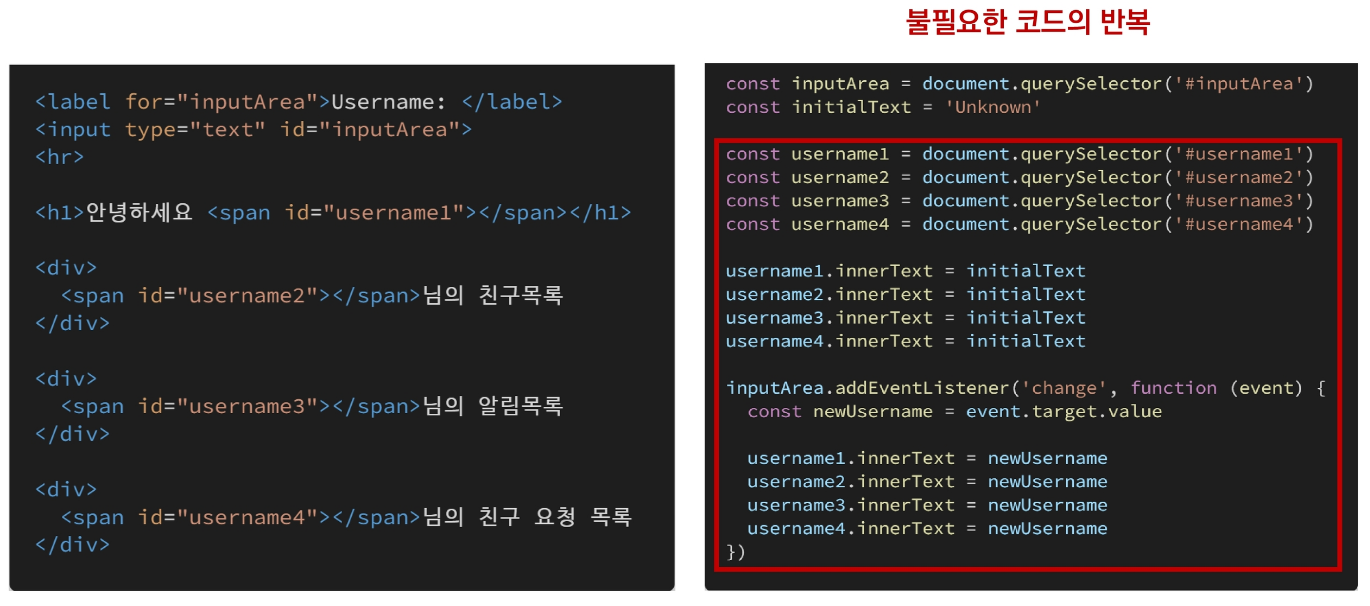 불필요한 코드의 반복
<label for="inputArea">Username: </label>
<input type="text" id="inputArea">
<hr>
<h1>안녕하세요 <span id="username1"></span></h1>
<div>
<span id="username2"></span>님의 친구목록
</div>
<div>
<span id="username3"></span>님의 알림목록
</div>
<div>
<span id="username4"></span>님의 친구 요청 목록
</div>
const inputArea = document.querySelector('#inputArea')
const initialText = 'Unknown'
const username1 = document.querySelector('#username1')
const username2 = document.querySelector('#username2')
const username3 = document.querySelector('#username3')
const username4 = document.querySelector('#username4')
username1.innerText = initialText
username2.innerText = initialText
username3.innerText = initialText
username4.innerText = initialText
inputArea.addEventListener('change', function (event) {
const newUsername = event.target.value
username1.innerText = newUsername
username2.innerText = newUsername
username3.innerText = newUsername
username4.innerText = newUsername
})